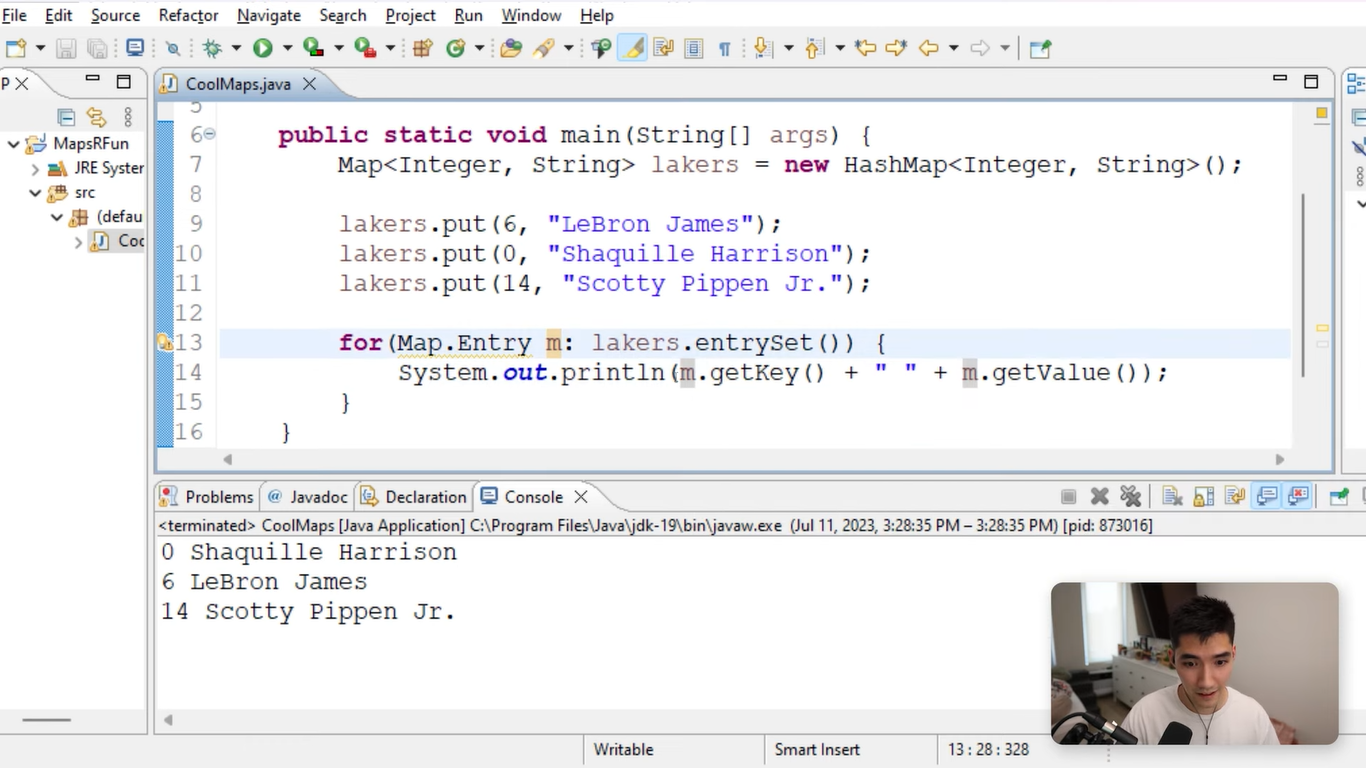 File Edit Source Refactor Navigate Search Project Run Window Help
P CoolMaps.java
MapsRFun
JRE Syster
src
(defau
Coc
5
6 public static void main(String[] args) {
7 Map<Integer, String> lakers = new HashMap<Integer, String>();
8
9 lakers.put(6, "LeBron James");
10 lakers.put(0, "Shaquille Harrison");
11 lakers.put(14, "Scotty Pippen Jr.");
12
13 for(Map.Entry m: lakers.entrySet()) {
14 System.out.println(m.getKey() + " " + m.getValue());
15 }
16 }
Problems @ Javadoc Declaration Console
<terminated> CoolMaps [Java Application] C:\Program Files\Java\jdk-19\bin\javaw.exe (Jul 11, 2023, 3:28:35 PM – 3:28:35 PM) [pid: 873016]
0 Shaquille Harrison
6 LeBron James
14 Scotty Pippen Jr.
Writable Smart Insert 13 : 28 : 328